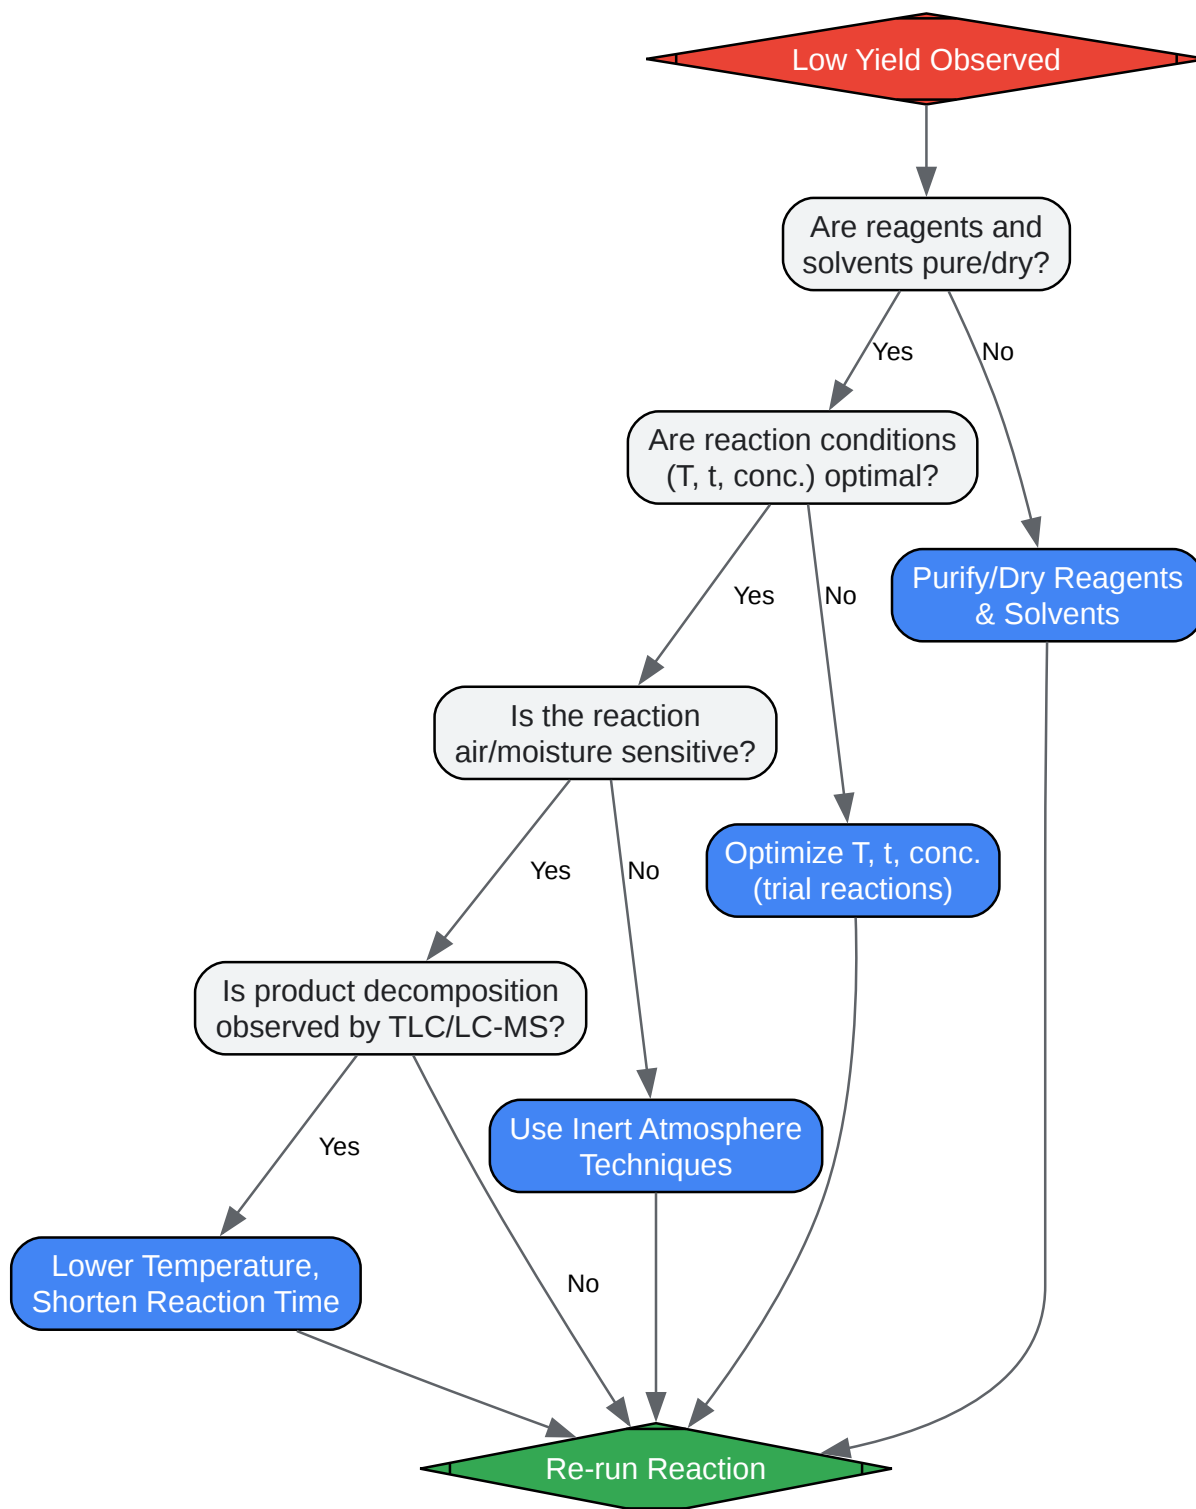 Low Yield Observed
Are reagents and
solvents pure/dry?
Yes
No
Are reaction conditions
(T, t, conc.) optimal?
Purify/Dry Reagents
& Solvents
Yes
No
Is the reaction
air/moisture sensitive?
Optimize T, t, conc.
(trial reactions)
Yes
No
Is product decomposition
observed by TLC/LC-MS?
Use Inert Atmosphere
Techniques
Yes
No
Lower Temperature,
Shorten Reaction Time
Re-run Reaction